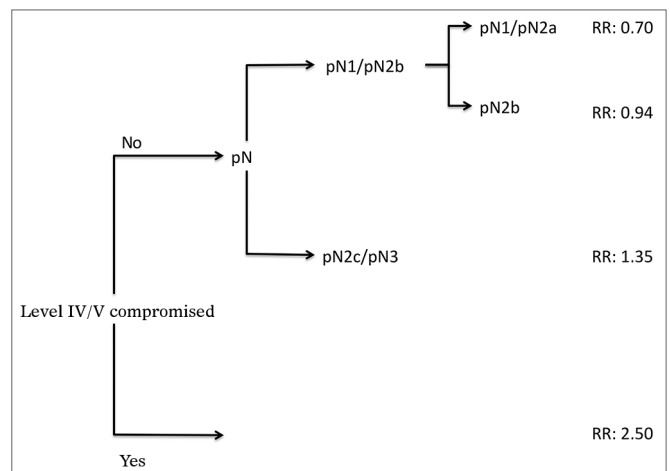 pN1/pN2a RR: 0.70
pN1/pN2b
pN2b RR: 0.94
No
pN
pN2c/pN3 RR: 1.35
Level IV/V compromised
RR: 2.50
Yes